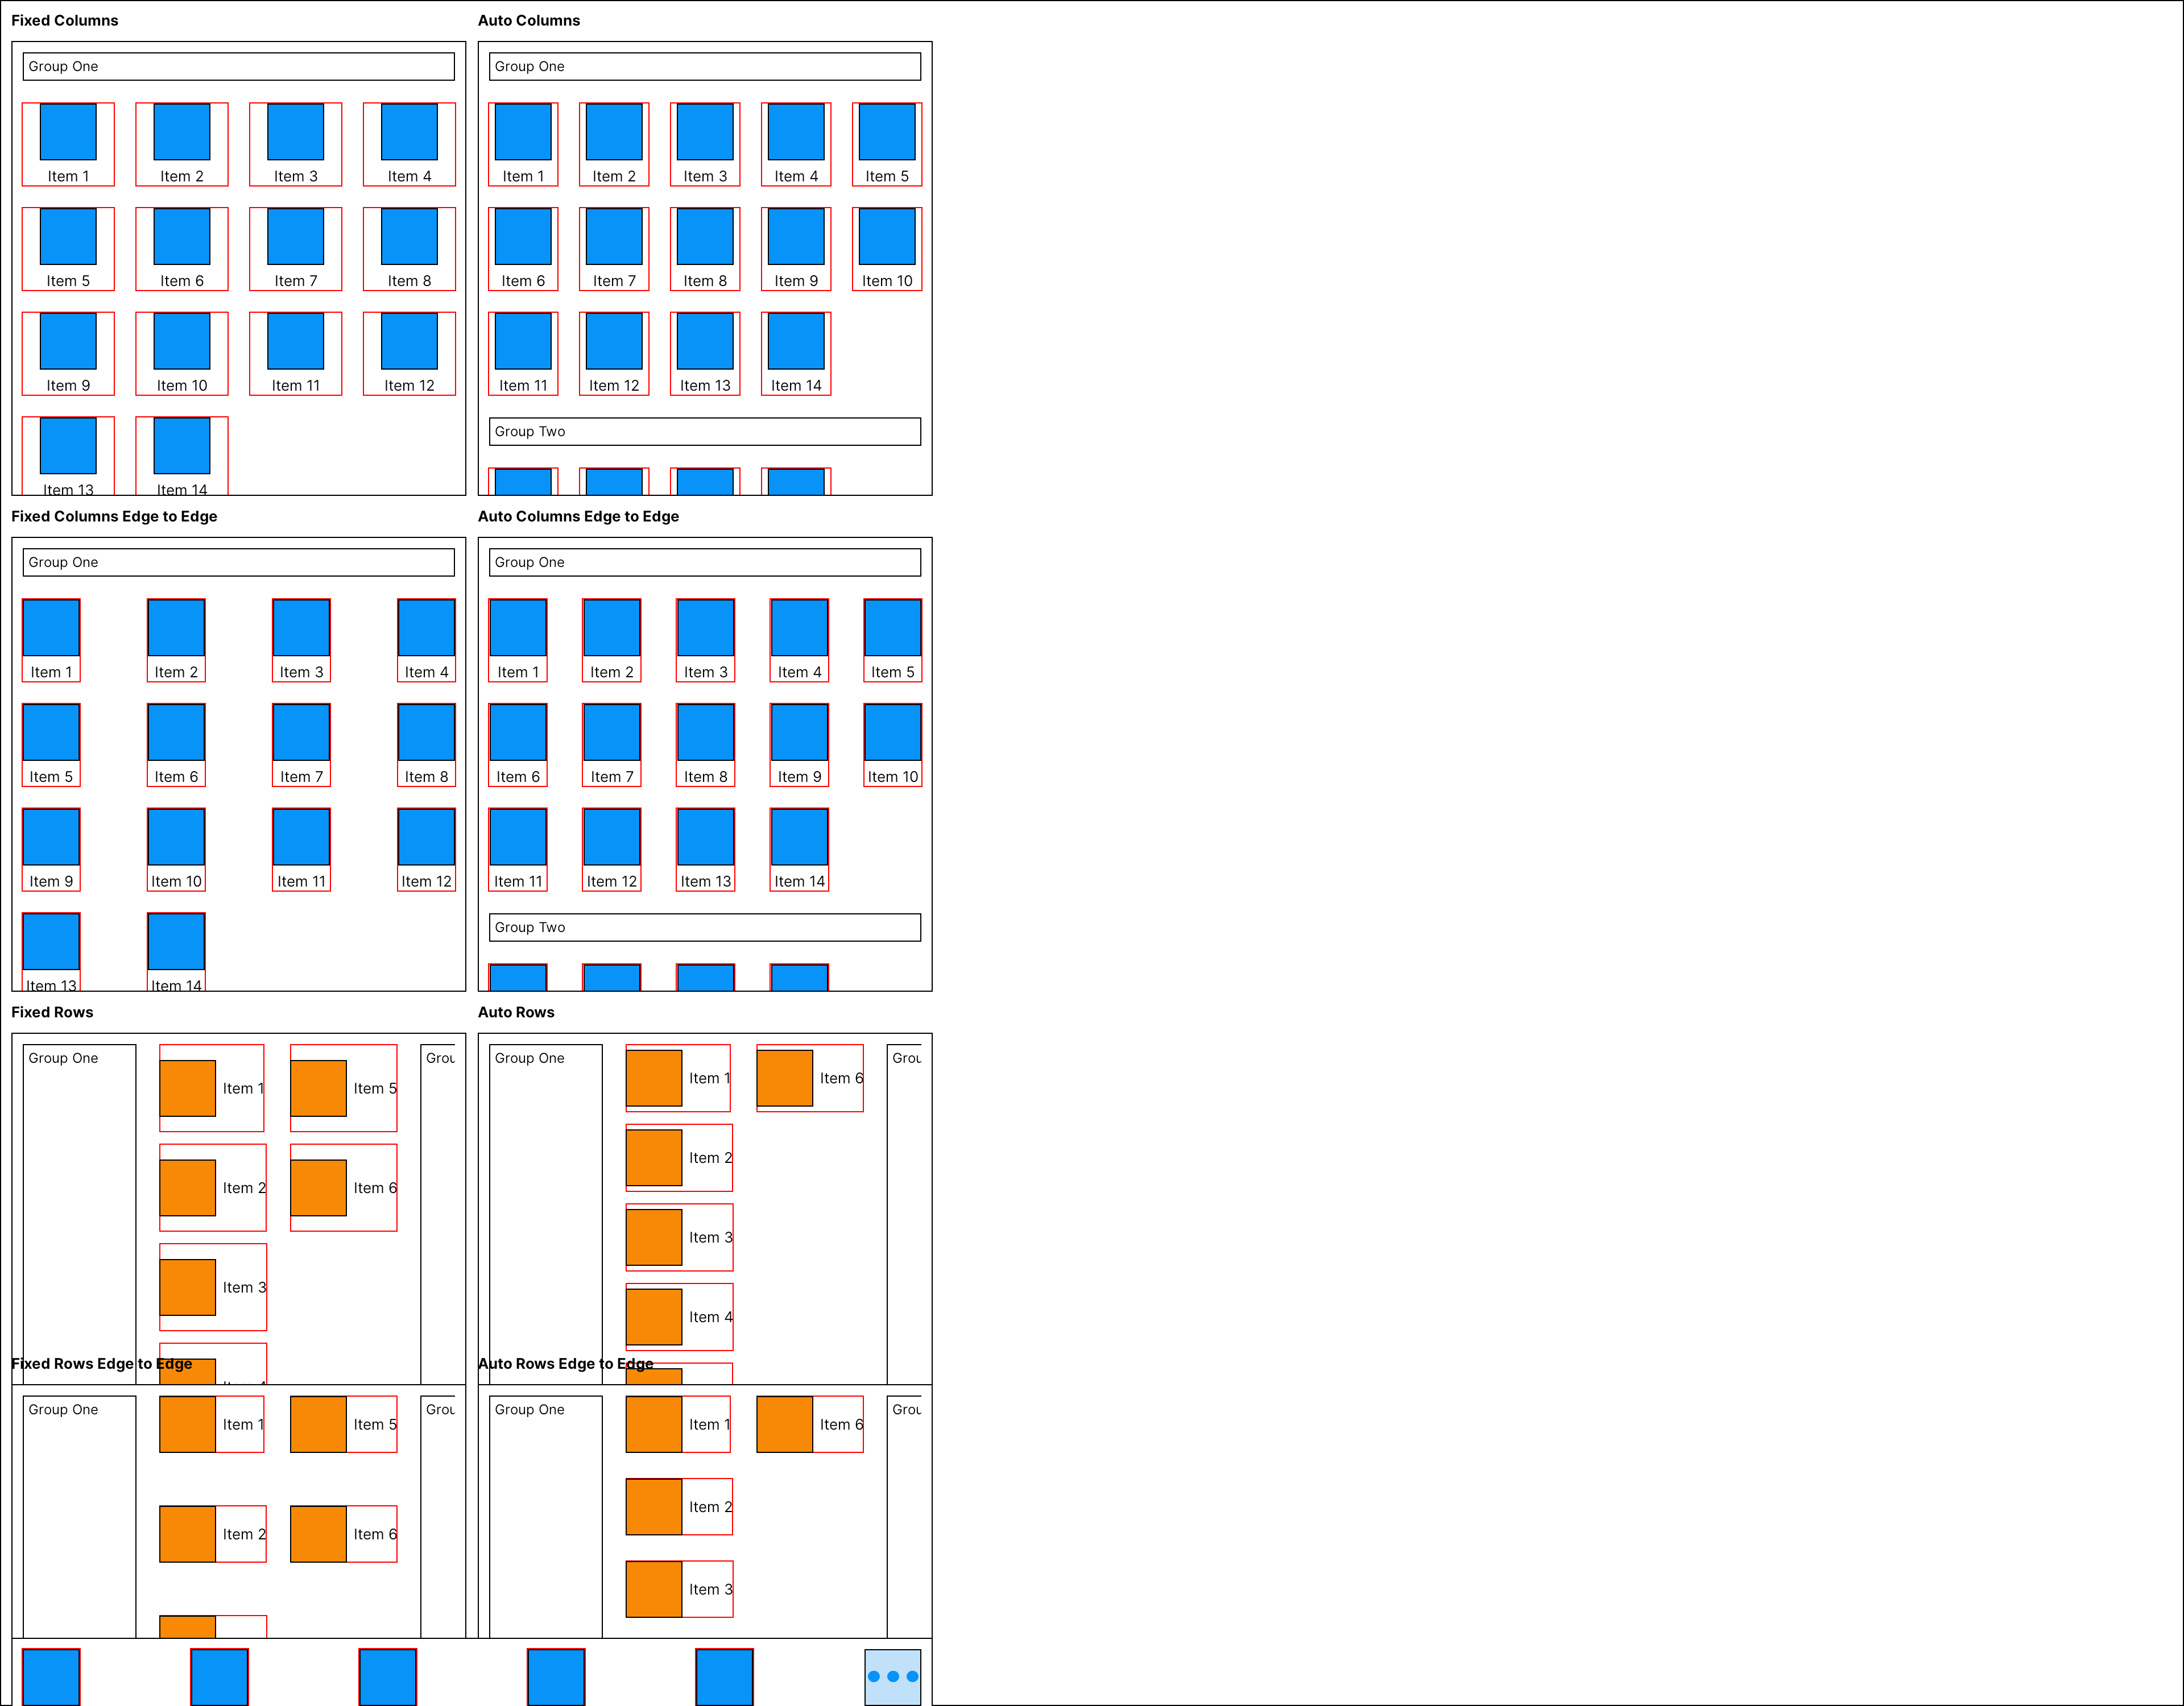 Fixed Columns
Group One
Item 1 Item 2 Item 3 Item 4
Item 5 Item 6 Item 7 Item 8
Item 9 Item 10 Item 11 Item 12
Item 13 Item 14
Auto Columns
Group One
Item 1 Item 2 Item 3 Item 4 Item 5
Item 6 Item 7 Item 8 Item 9 Item 10
Item 11 Item 12 Item 13 Item 14
Group Two
Fixed Columns Edge to Edge
Group One
Item 1 Item 2 Item 3 Item 4
Item 5 Item 6 Item 7 Item 8
Item 9 Item 10 Item 11 Item 12
Item 13 Item 14
Auto Columns Edge to Edge
Group One
Item 1 Item 2 Item 3 Item 4 Item 5
Item 6 Item 7 Item 8 Item 9 Item 10
Item 11 Item 12 Item 13 Item 14
Group Two
Fixed Rows
Group One
Item 1 Item 5
Item 2 Item 6
Item 3
Auto Rows
Group One
Item 1 Item 6
Item 2
Item 3
Item 4
Fixed Rows Edge to Edge
Group One
Item 1 Item 5
Item 2 Item 6
Auto Rows Edge to Edge
Group One
Item 1 Item 6
Item 2
Item 3